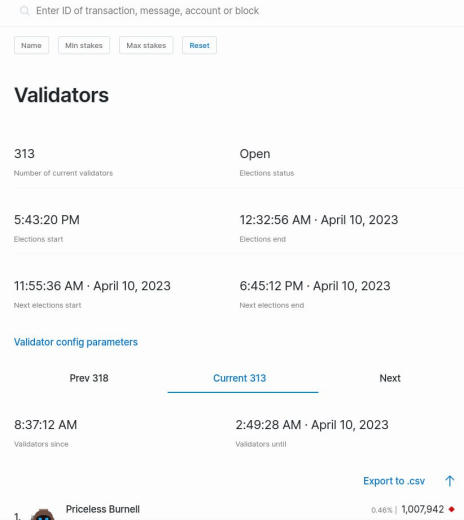 Enter ID of transaction, message, account or block
Name Min stakes Max stakes Reset
Validators
313 Open
Number of current validators Elections status
5:43:20 PM 12:32:56 AM · April 10, 2023
Elections start Elections end
11:55:36 AM · April 10, 2023 6:45:12 PM · April 10, 2023
Next elections start Next elections end
Validator config parameters
Prev 318 Current 313 Next
8:37:12 AM 2:49:28 AM · April 10, 2023
Validators since Validators until
Export to .csv
1. Priceless Burnell 0.46% | 1,007,942